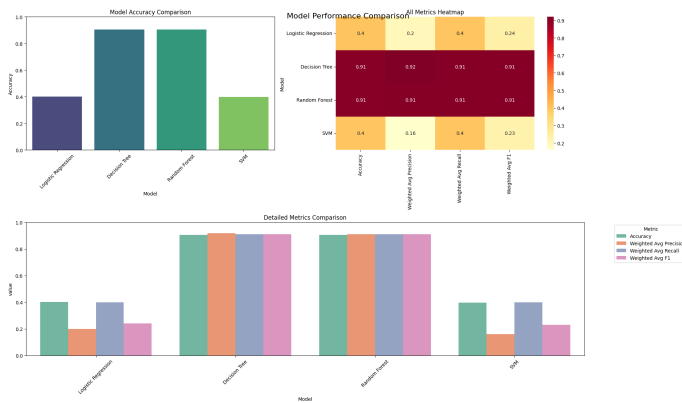 Model Performance Comparison
Model Accuracy Comparison
Accuracy
1.0
0.8
0.6
0.4
0.2
0.0
Logistic Regression
Decision Tree
Random Forest
SVM
Model
All Metrics Heatmap
Model
Logistic Regression
0.4 0.2 0.4 0.24
Decision Tree
0.91 0.92 0.91 0.91
Random Forest
0.91 0.91 0.91 0.91
SVM
0.4 0.16 0.4 0.23
Accuracy
Weighted Avg Precision
Weighted Avg Recall
Weighted Avg F1
0.9
0.8
0.7
0.6
0.5
0.4
0.3
0.2
Detailed Metrics Comparison
value
1.0
0.8
0.6
0.4
0.2
0.0
Logistic Regression
Decision Tree
Random Forest
SVM
Model
Metric
Accuracy
Weighted Avg Precisio
Weighted Avg Recall
Weighted Avg F1